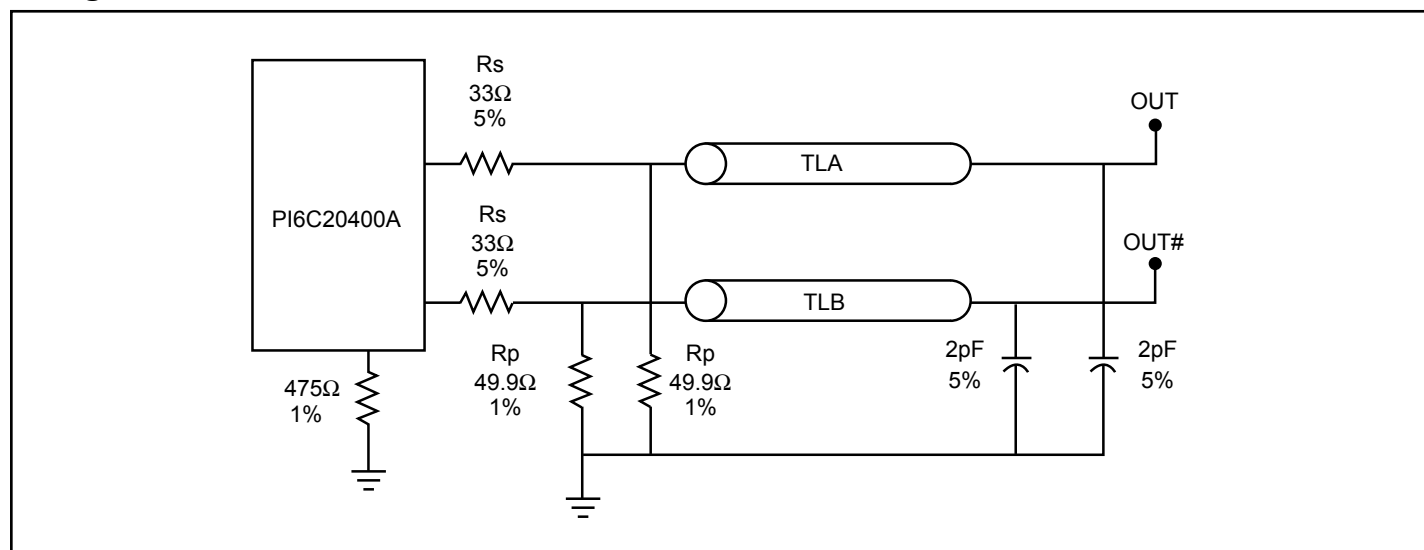 Rs
33Ω
5%
OUT
TLA
PI6C20400A
Rs
33Ω
5%
OUT#
TLB
Rp
49.9Ω
1%
Rp
49.9Ω
1%
2pF
5%
2pF
5%
475Ω
1%